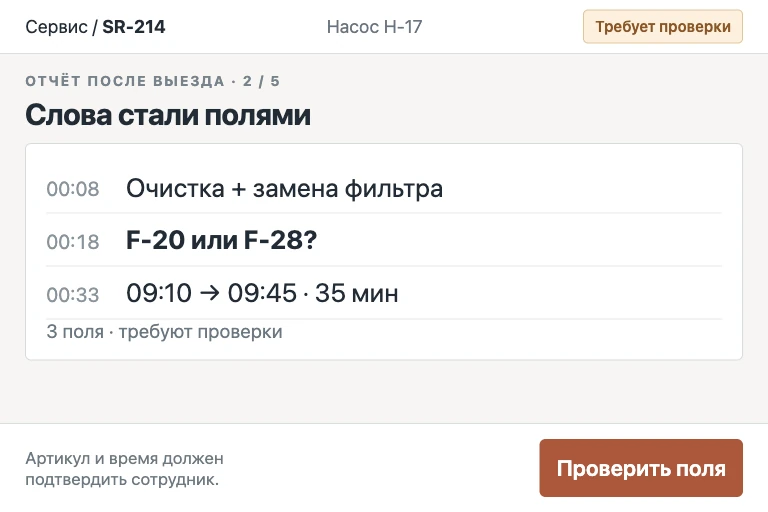 Сервис / SR-214
Насос Н-17
Требует проверки
ОТЧЁТ ПОСЛЕ ВЫЕЗДА · 2 / 5
Слова стали полями
00:08 Очистка + замена фильтра
00:18 F-20 или F-28?
00:33 09:10 → 09:45 · 35 мин
3 поля · требуют проверки
Артикул и время должен
подтвердить сотрудник.
Проверить поля